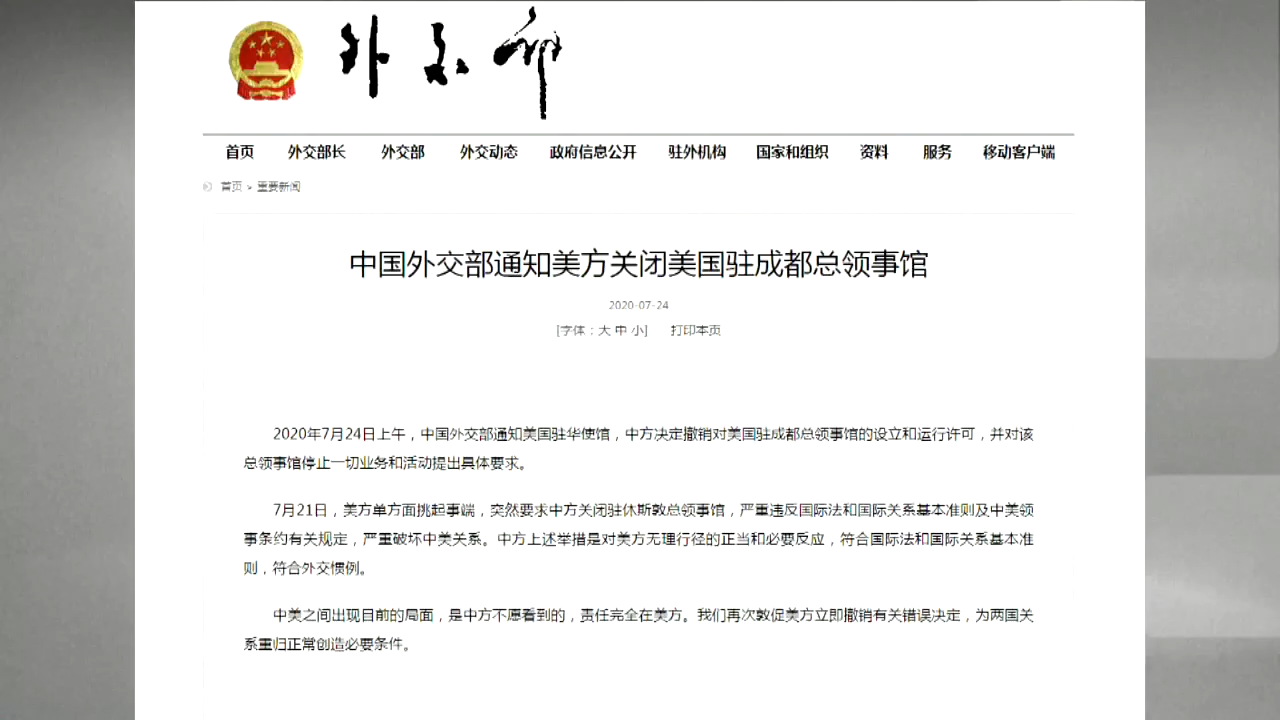 外交部
首页 外交部长 外交部 外交动态 政府信息公开 驻外机构 国家和组织 资料 服务 移动客户端
首页 > 重要新闻
中国外交部通知美方关闭美国驻成都总领事馆
2020-07-24
[字体：大 中 小] 打印本页
2020年7月24日上午，中国外交部通知美国驻华使馆，中方决定撤销对美国驻成都总领事馆的设立和运行许可，并对该
总领事馆停止一切业务和活动提出具体要求。
7月21日，美方单方面挑起事端，突然要求中方关闭驻休斯敦总领事馆，严重违反国际法和国际关系基本准则及中美领
事条约有关规定，严重破坏中美关系。中方上述举措是对美方无理行径的正当和必要反应，符合国际法和国际关系基本准
则，符合外交惯例。
中美之间出现目前的局面，是中方不愿看到的，责任完全在美方。我们再次敦促美方立即撤销有关错误决定，为两国关
系重归正常创造必要条件。